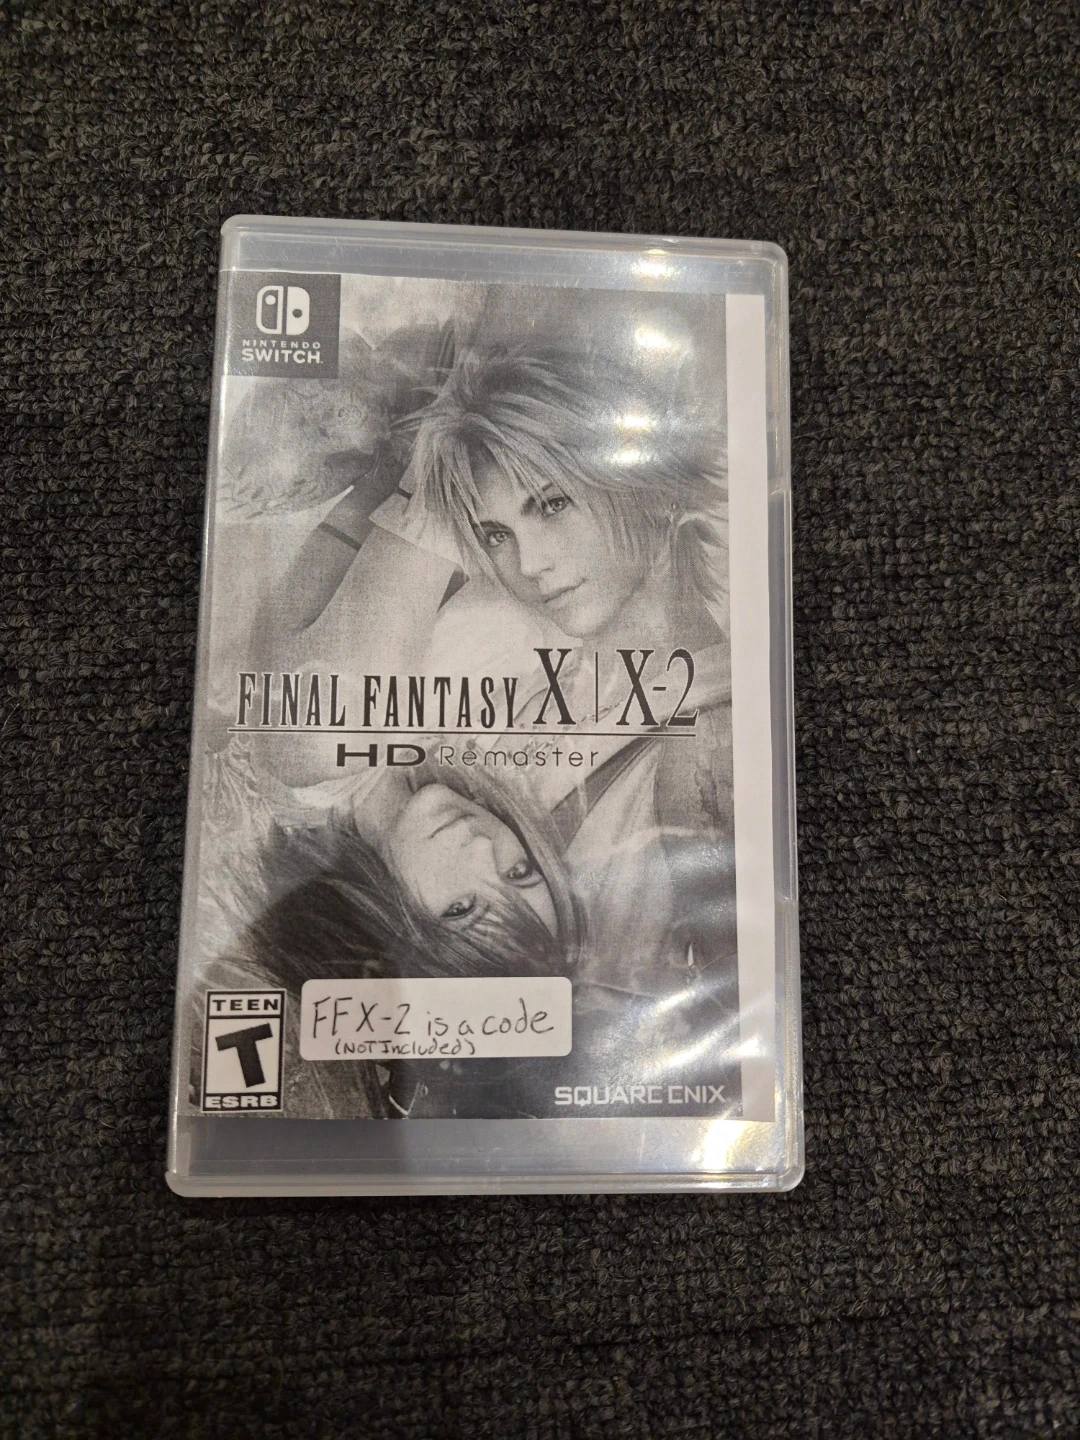 NINTENDO
SWITCH
FINAL FANTASY X | X-2
HD Remaster
TEEN
T
ESRB
FFX-2 is a code
(NOT Included)
SQUARE ENIX